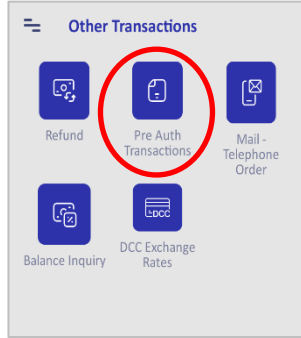 Other Transactions
Refund
Pre Auth
Transactions
Mail -
Telephone
Order
DCC
Balance Inquiry
DCC Exchange
Rates